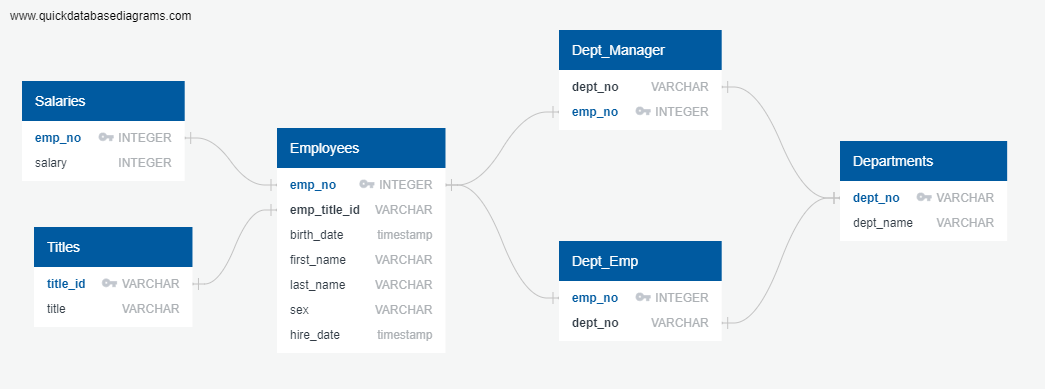 www.quickdatabasediagrams.com
Salaries
emp_no INTEGER
salary INTEGER
Titles
title_id VARCHAR
title VARCHAR
Employees
emp_no INTEGER
emp_title_id VARCHAR
birth_date timestamp
first_name VARCHAR
last_name VARCHAR
sex VARCHAR
hire_date timestamp
Dept_Manager
dept_no VARCHAR
emp_no INTEGER
Dept_Emp
emp_no INTEGER
dept_no VARCHAR
Departments
dept_no VARCHAR
dept_name VARCHAR